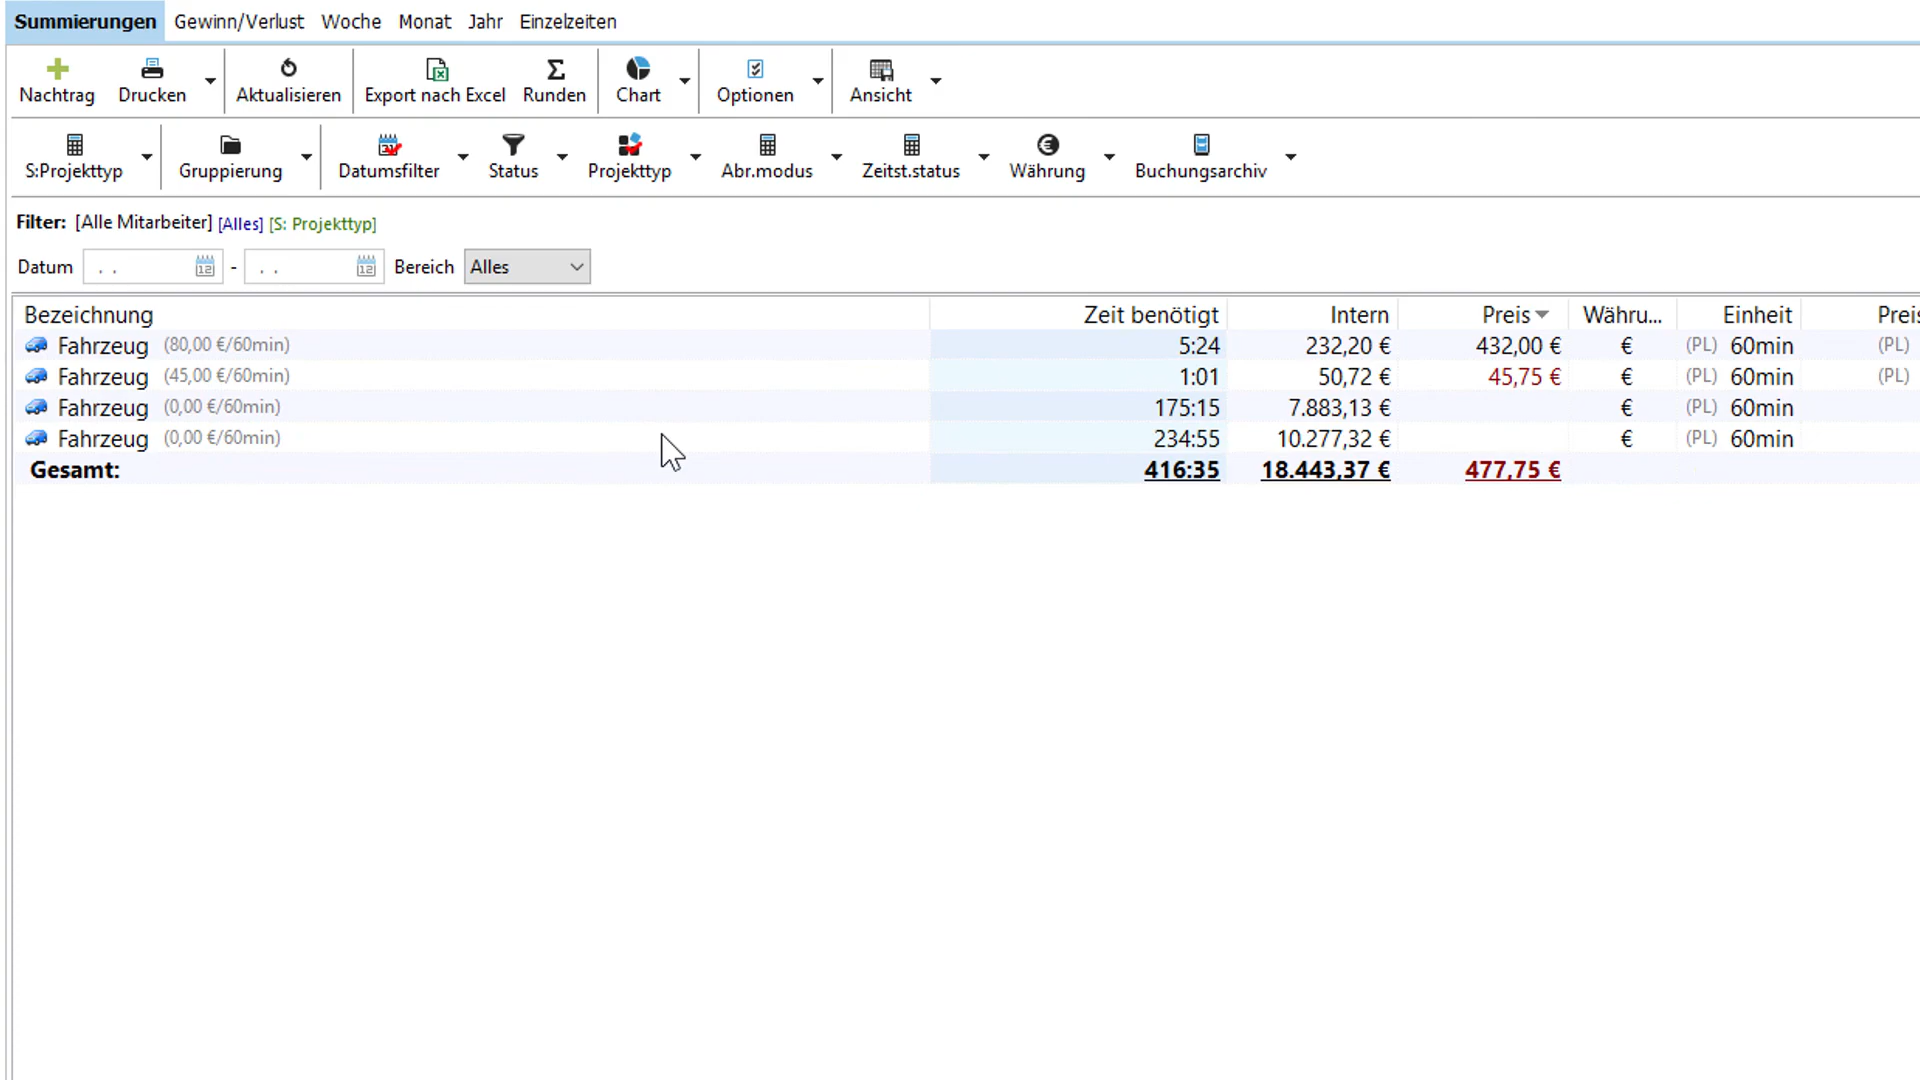 Summierungen Gewinn/Verlust Woche Monat Jahr Einzelzeiten
Nachtrag Drucken Aktualisieren Export nach Excel Runden Chart Optionen Ansicht
S:Projekttyp Gruppierung Datumsfilter Status Projekttyp Abr.modus Zeitst.status Währung Buchungsarchiv
Filter: [Alle Mitarbeiter] [Alles] [S: Projekttyp]
Datum . . 12 - . . 12 Bereich Alles
Bezeichnung Zeit benötigt Intern Preis Währu... Einheit Preis
Fahrzeug (80,00 €/60min) 5:24 232,20 € 432,00 € € (PL) 60min (PL)
Fahrzeug (45,00 €/60min) 1:01 50,72 € 45,75 € € (PL) 60min (PL)
Fahrzeug (0,00 €/60min) 175:15 7.883,13 € € (PL) 60min
Fahrzeug (0,00 €/60min) 234:55 10.277,32 € € (PL) 60min
Gesamt: 416:35 18.443,37 € 477,75 €